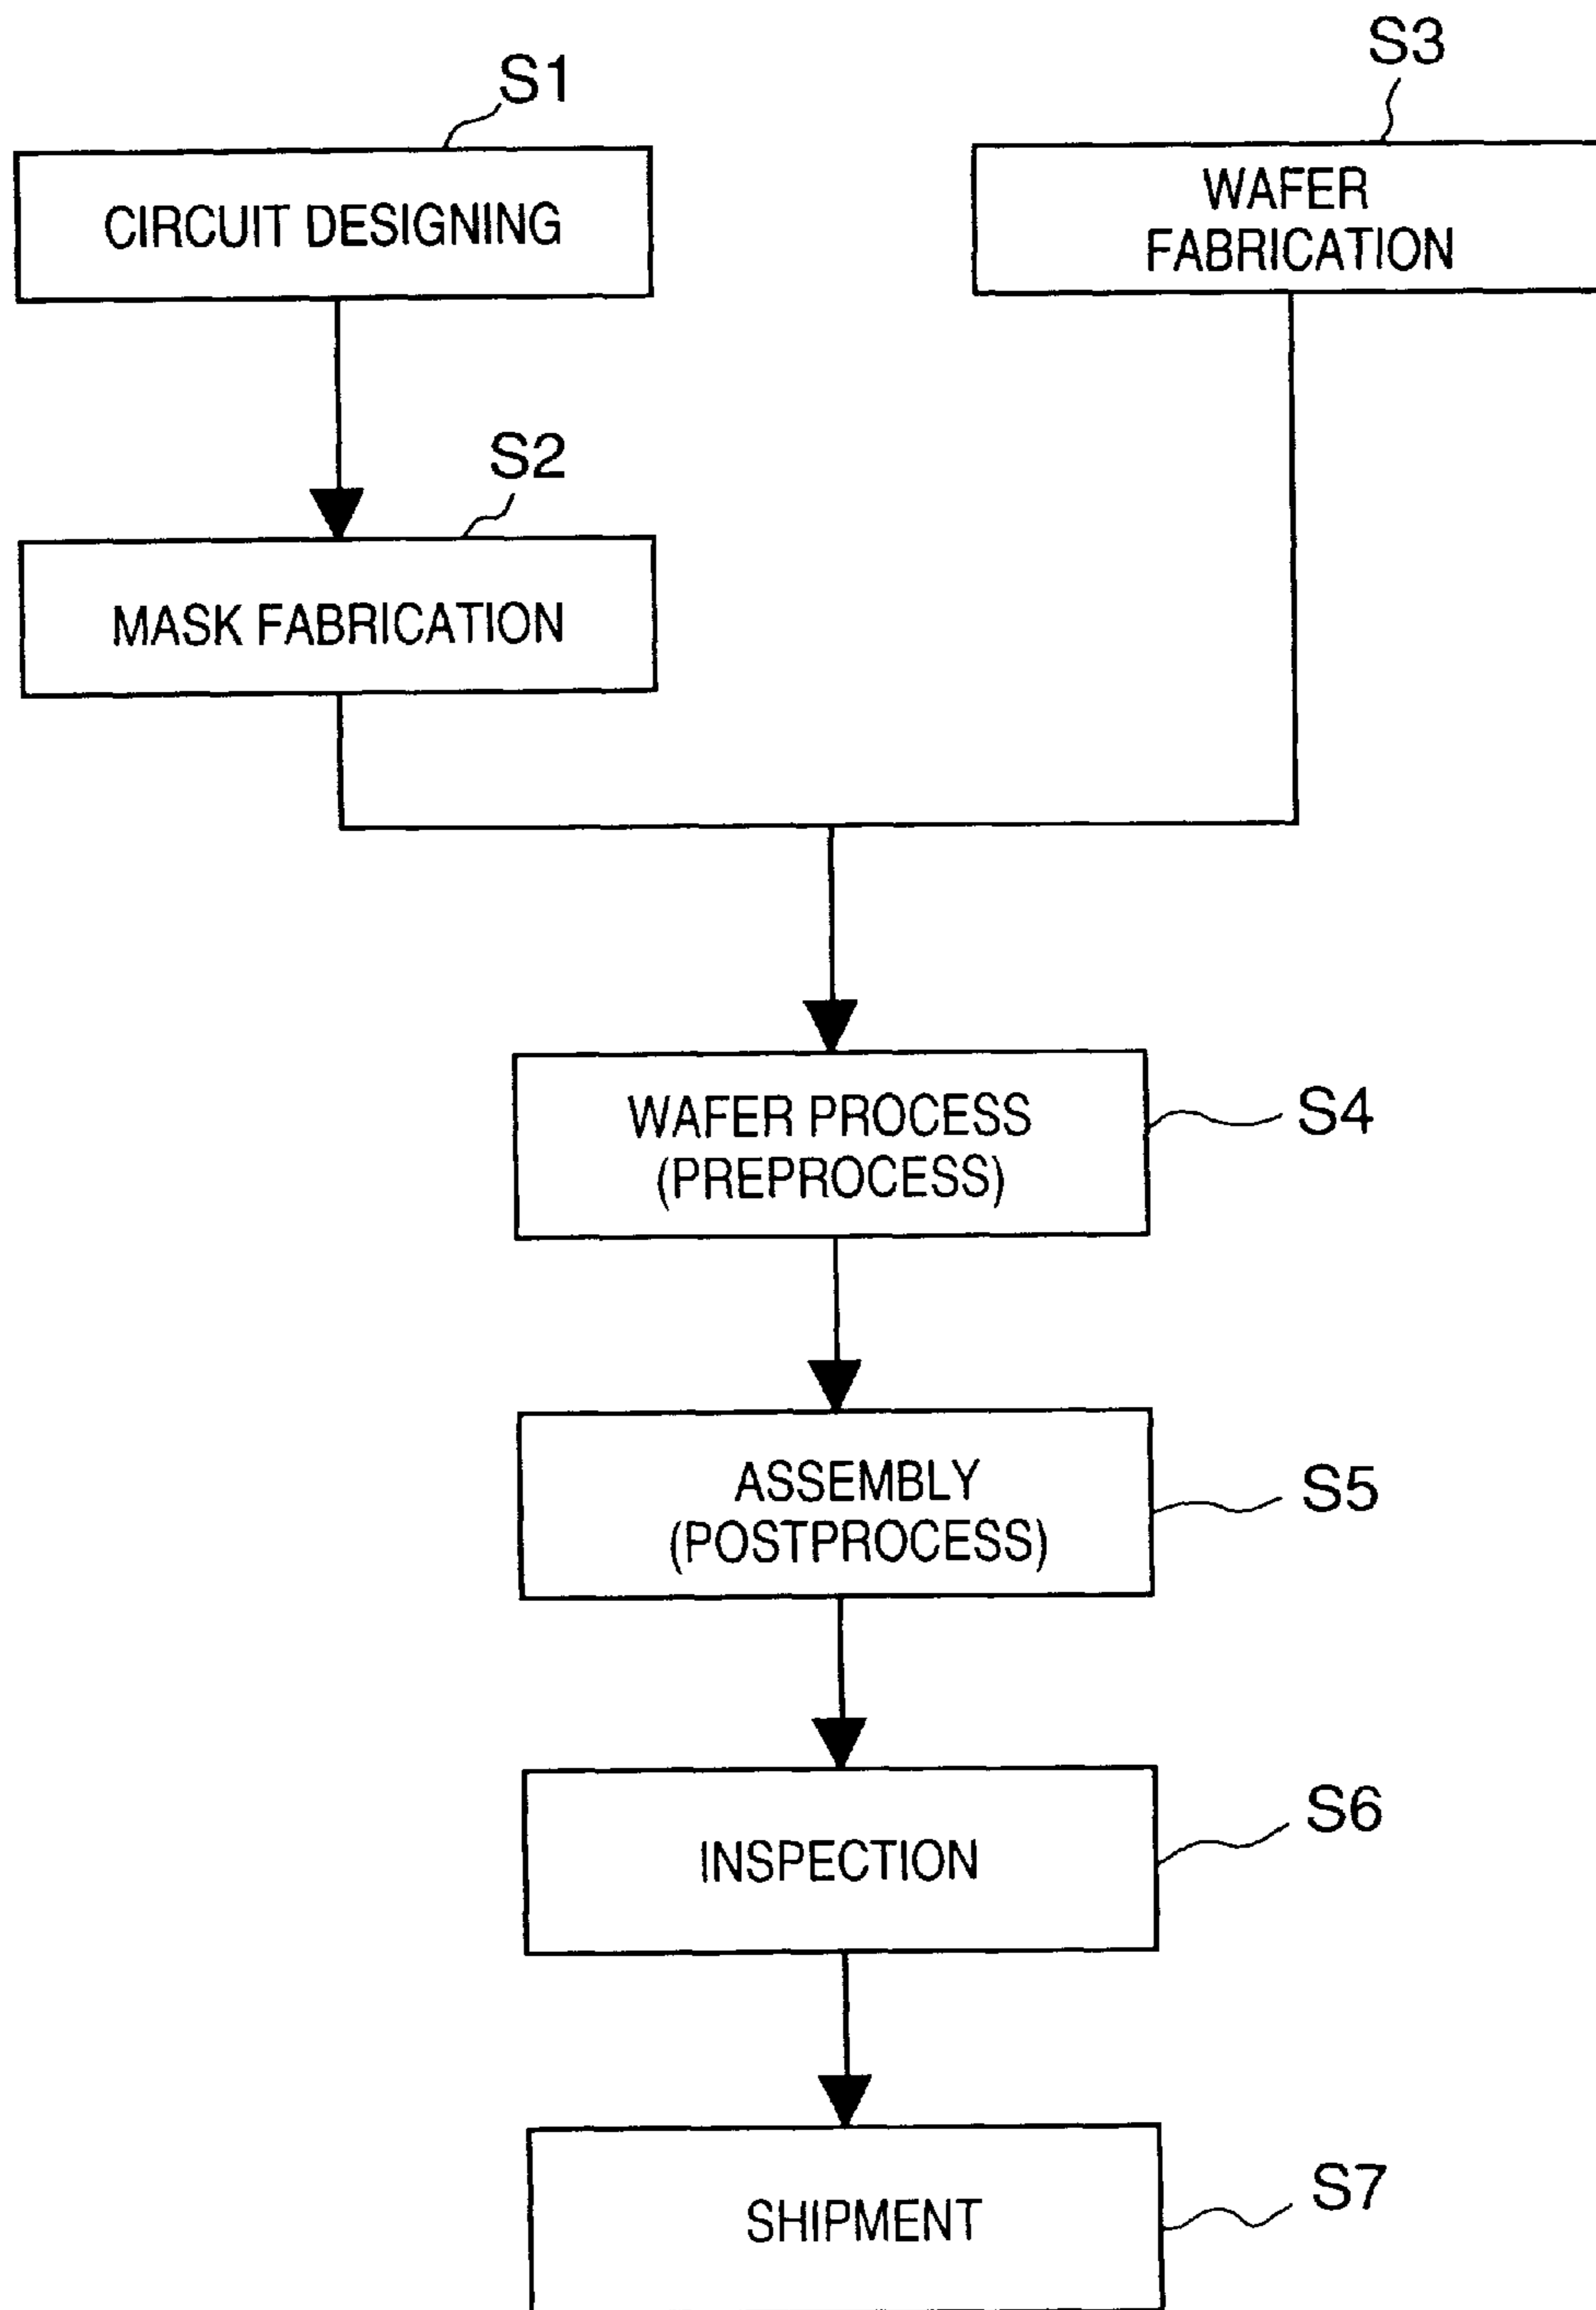 S1
CIRCUIT DESIGNING
S3
WAFER
FABRICATION
S2
MASK FABRICATION
WAFER PROCESS
(PREPROCESS)
S4
ASSEMBLY
(POSTPROCESS)
S5
INSPECTION
S6
SHIPMENT
S7